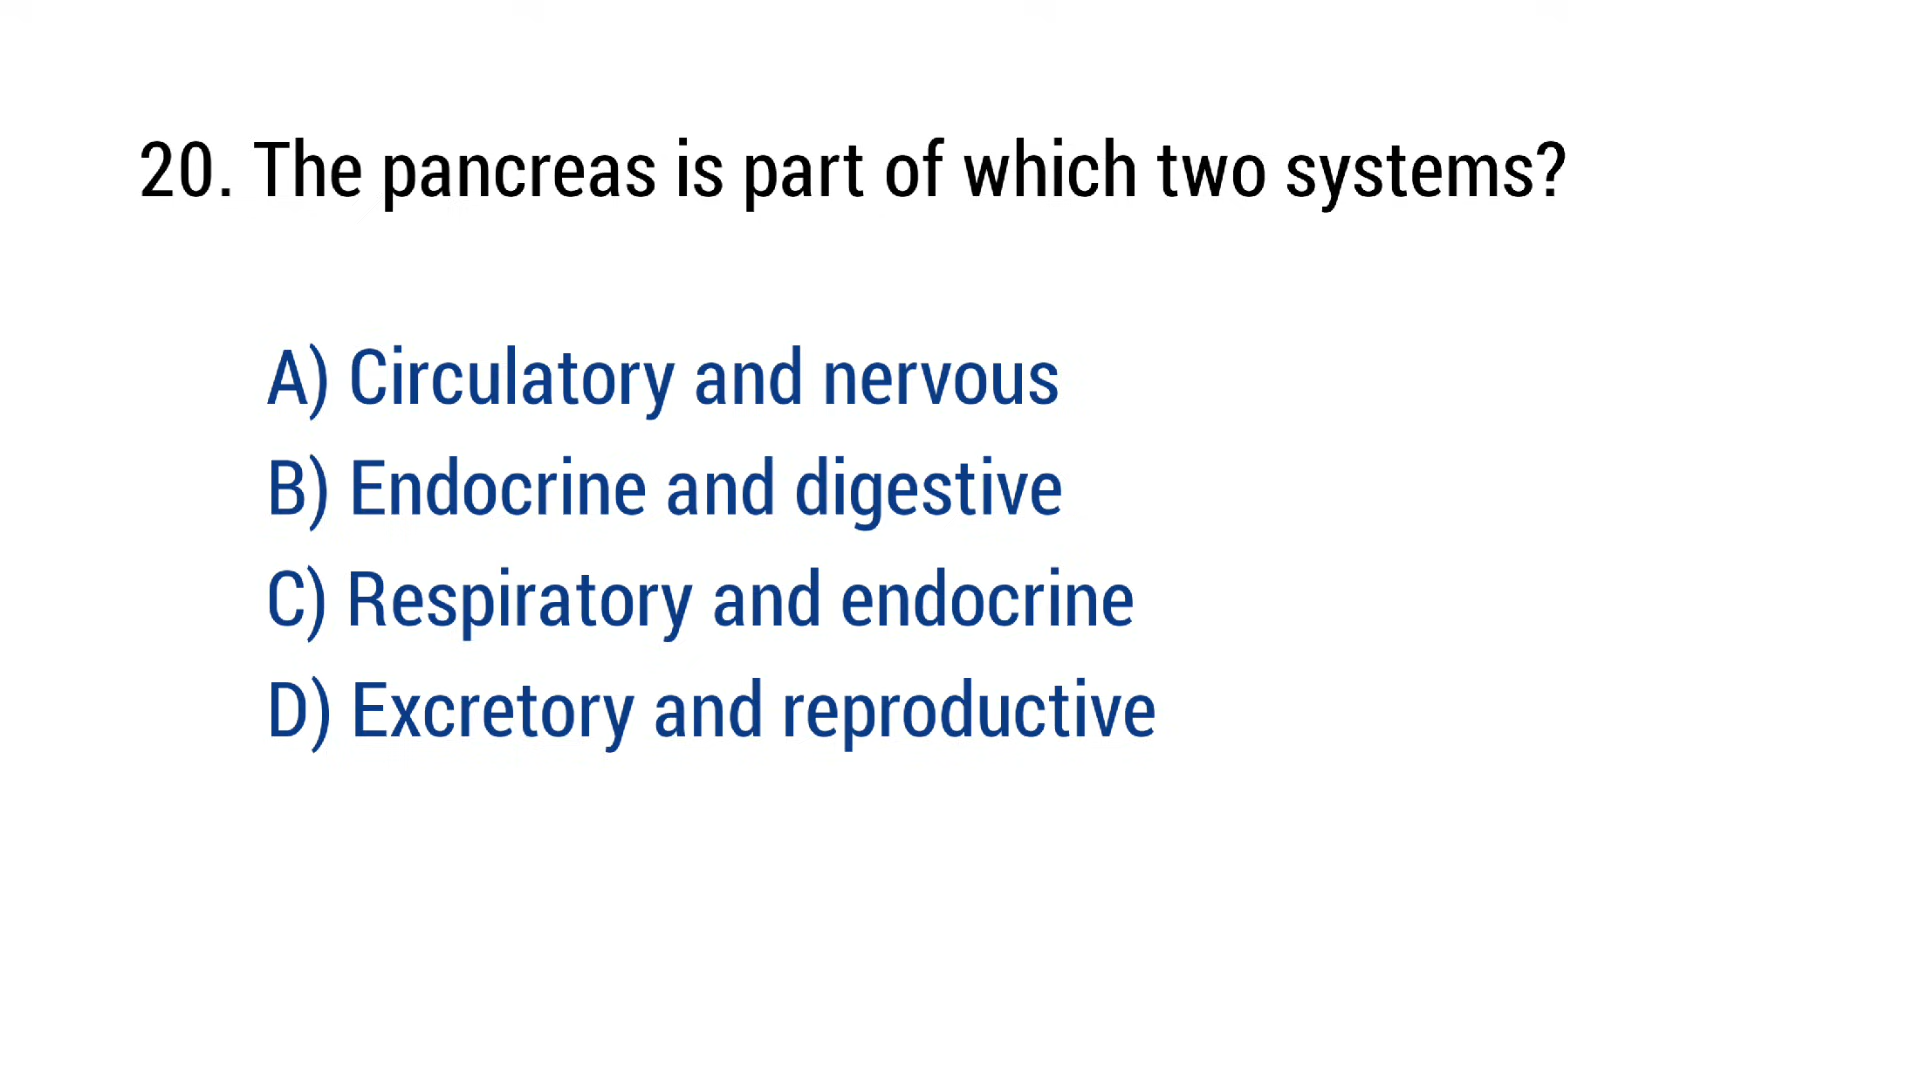 20. The pancreas is part of which two systems?
A) Circulatory and nervous
B) Endocrine and digestive
C) Respiratory and endocrine
D) Excretory and reproductive